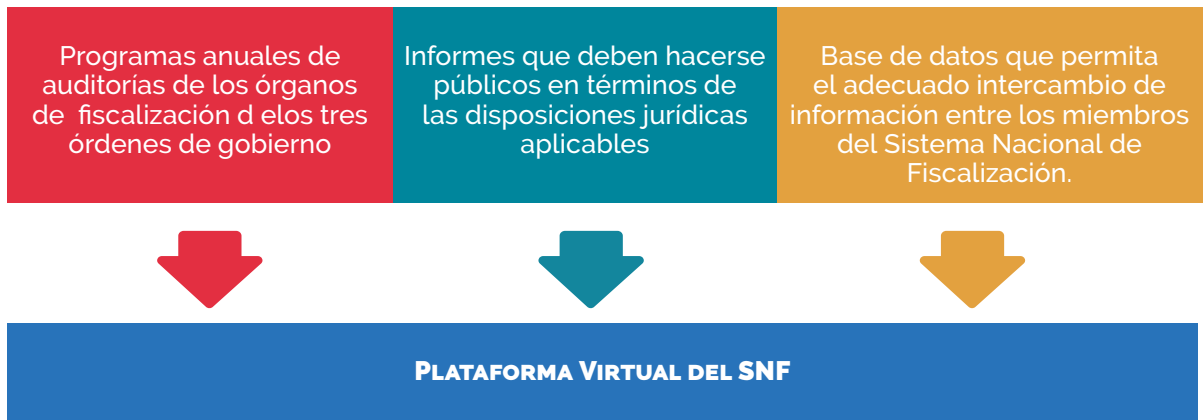 Programas anuales de
auditorías de los órganos
de fiscalización d elos tres
órdenes de gobierno
Informes que deben hacerse
públicos en términos de
las disposiciones jurídicas
aplicables
Base de datos que permita
el adecuado intercambio de
información entre los miembros
del Sistema Nacional de
Fiscalización.
Plataforma Virtual del SNF